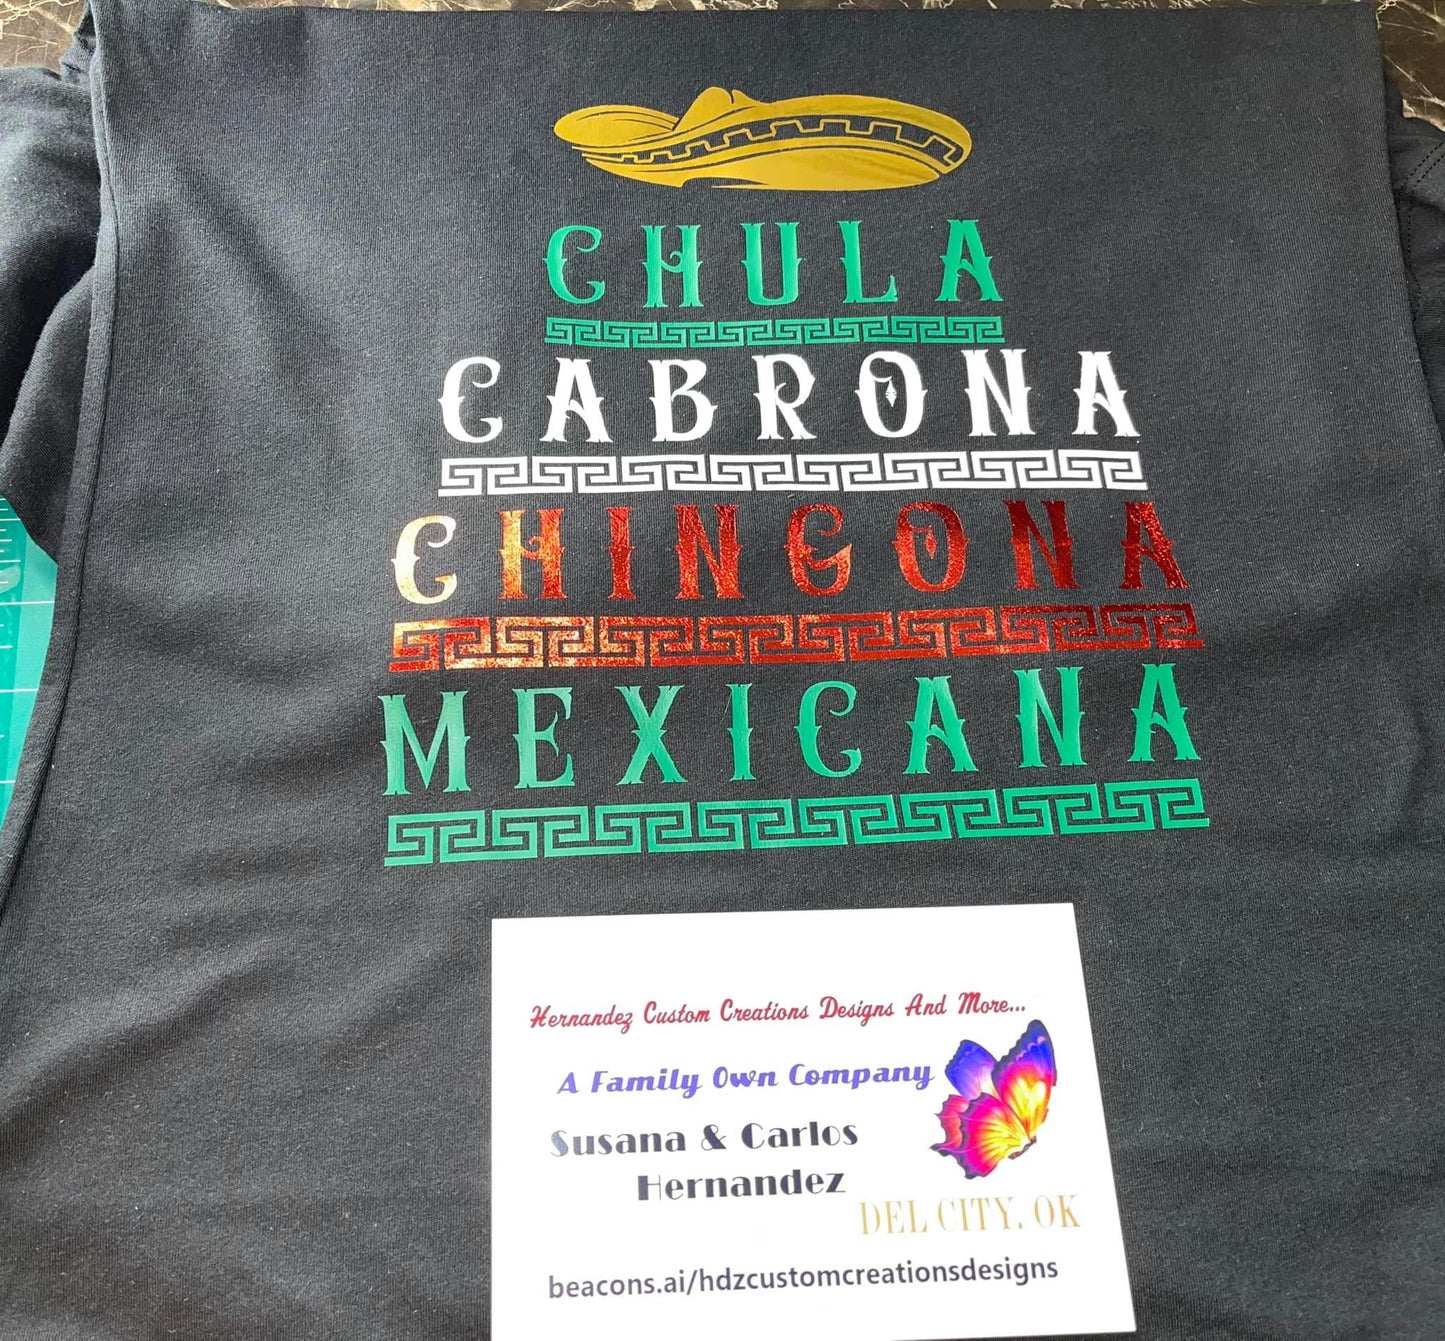 CHULA
CABRONA
CHINGONA
MEXICANA
Hernandez Custom Creations Designs And More...
A Family Own Company
Susana & Carlos
Hernandez
DEL CITY, OK
beacons.ai/hdzcustomcreationsdesigns